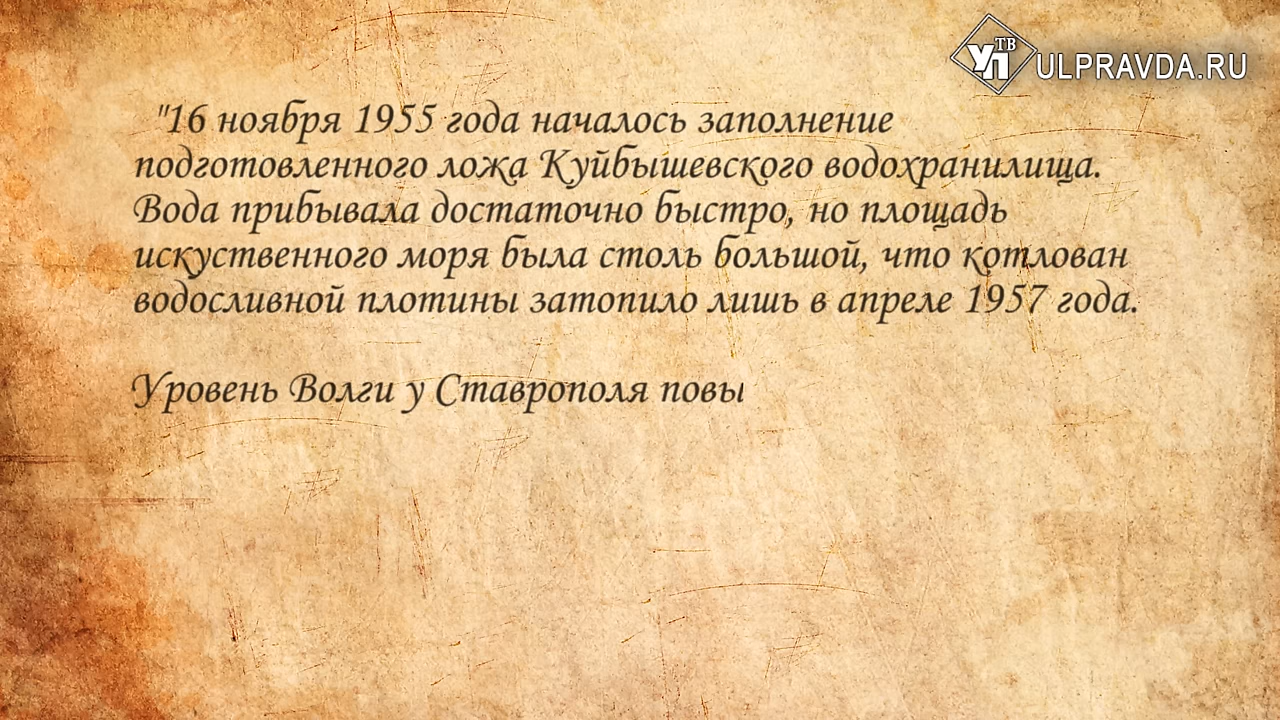 УП ТВ ULPRAVDA.RU
"16 ноября 1955 года началось заполнение
подготовленного ложа Куйбышевского водохранилища.
Вода прибывала достаточно быстро, но площадь
искуственного моря была столь большой, что котлован
водосливной плотины затопило лишь в апреле 1957 года.
Уровень Волги у Ставрополя повы